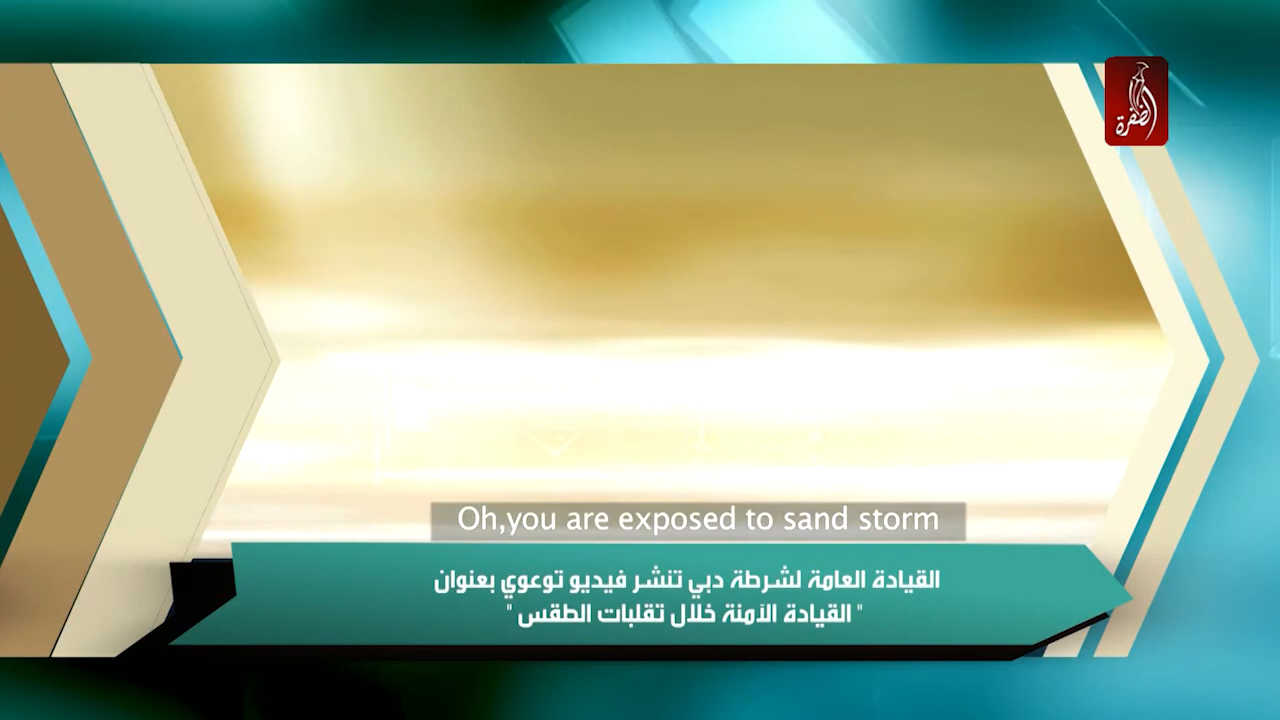 الظفرة
Oh,you are exposed to sand storm
القيادة العامة لشرطة دبي تنشر فيديو توعوي بعنوان
" القيادة الآمنة خلال تقلبات الطقس "